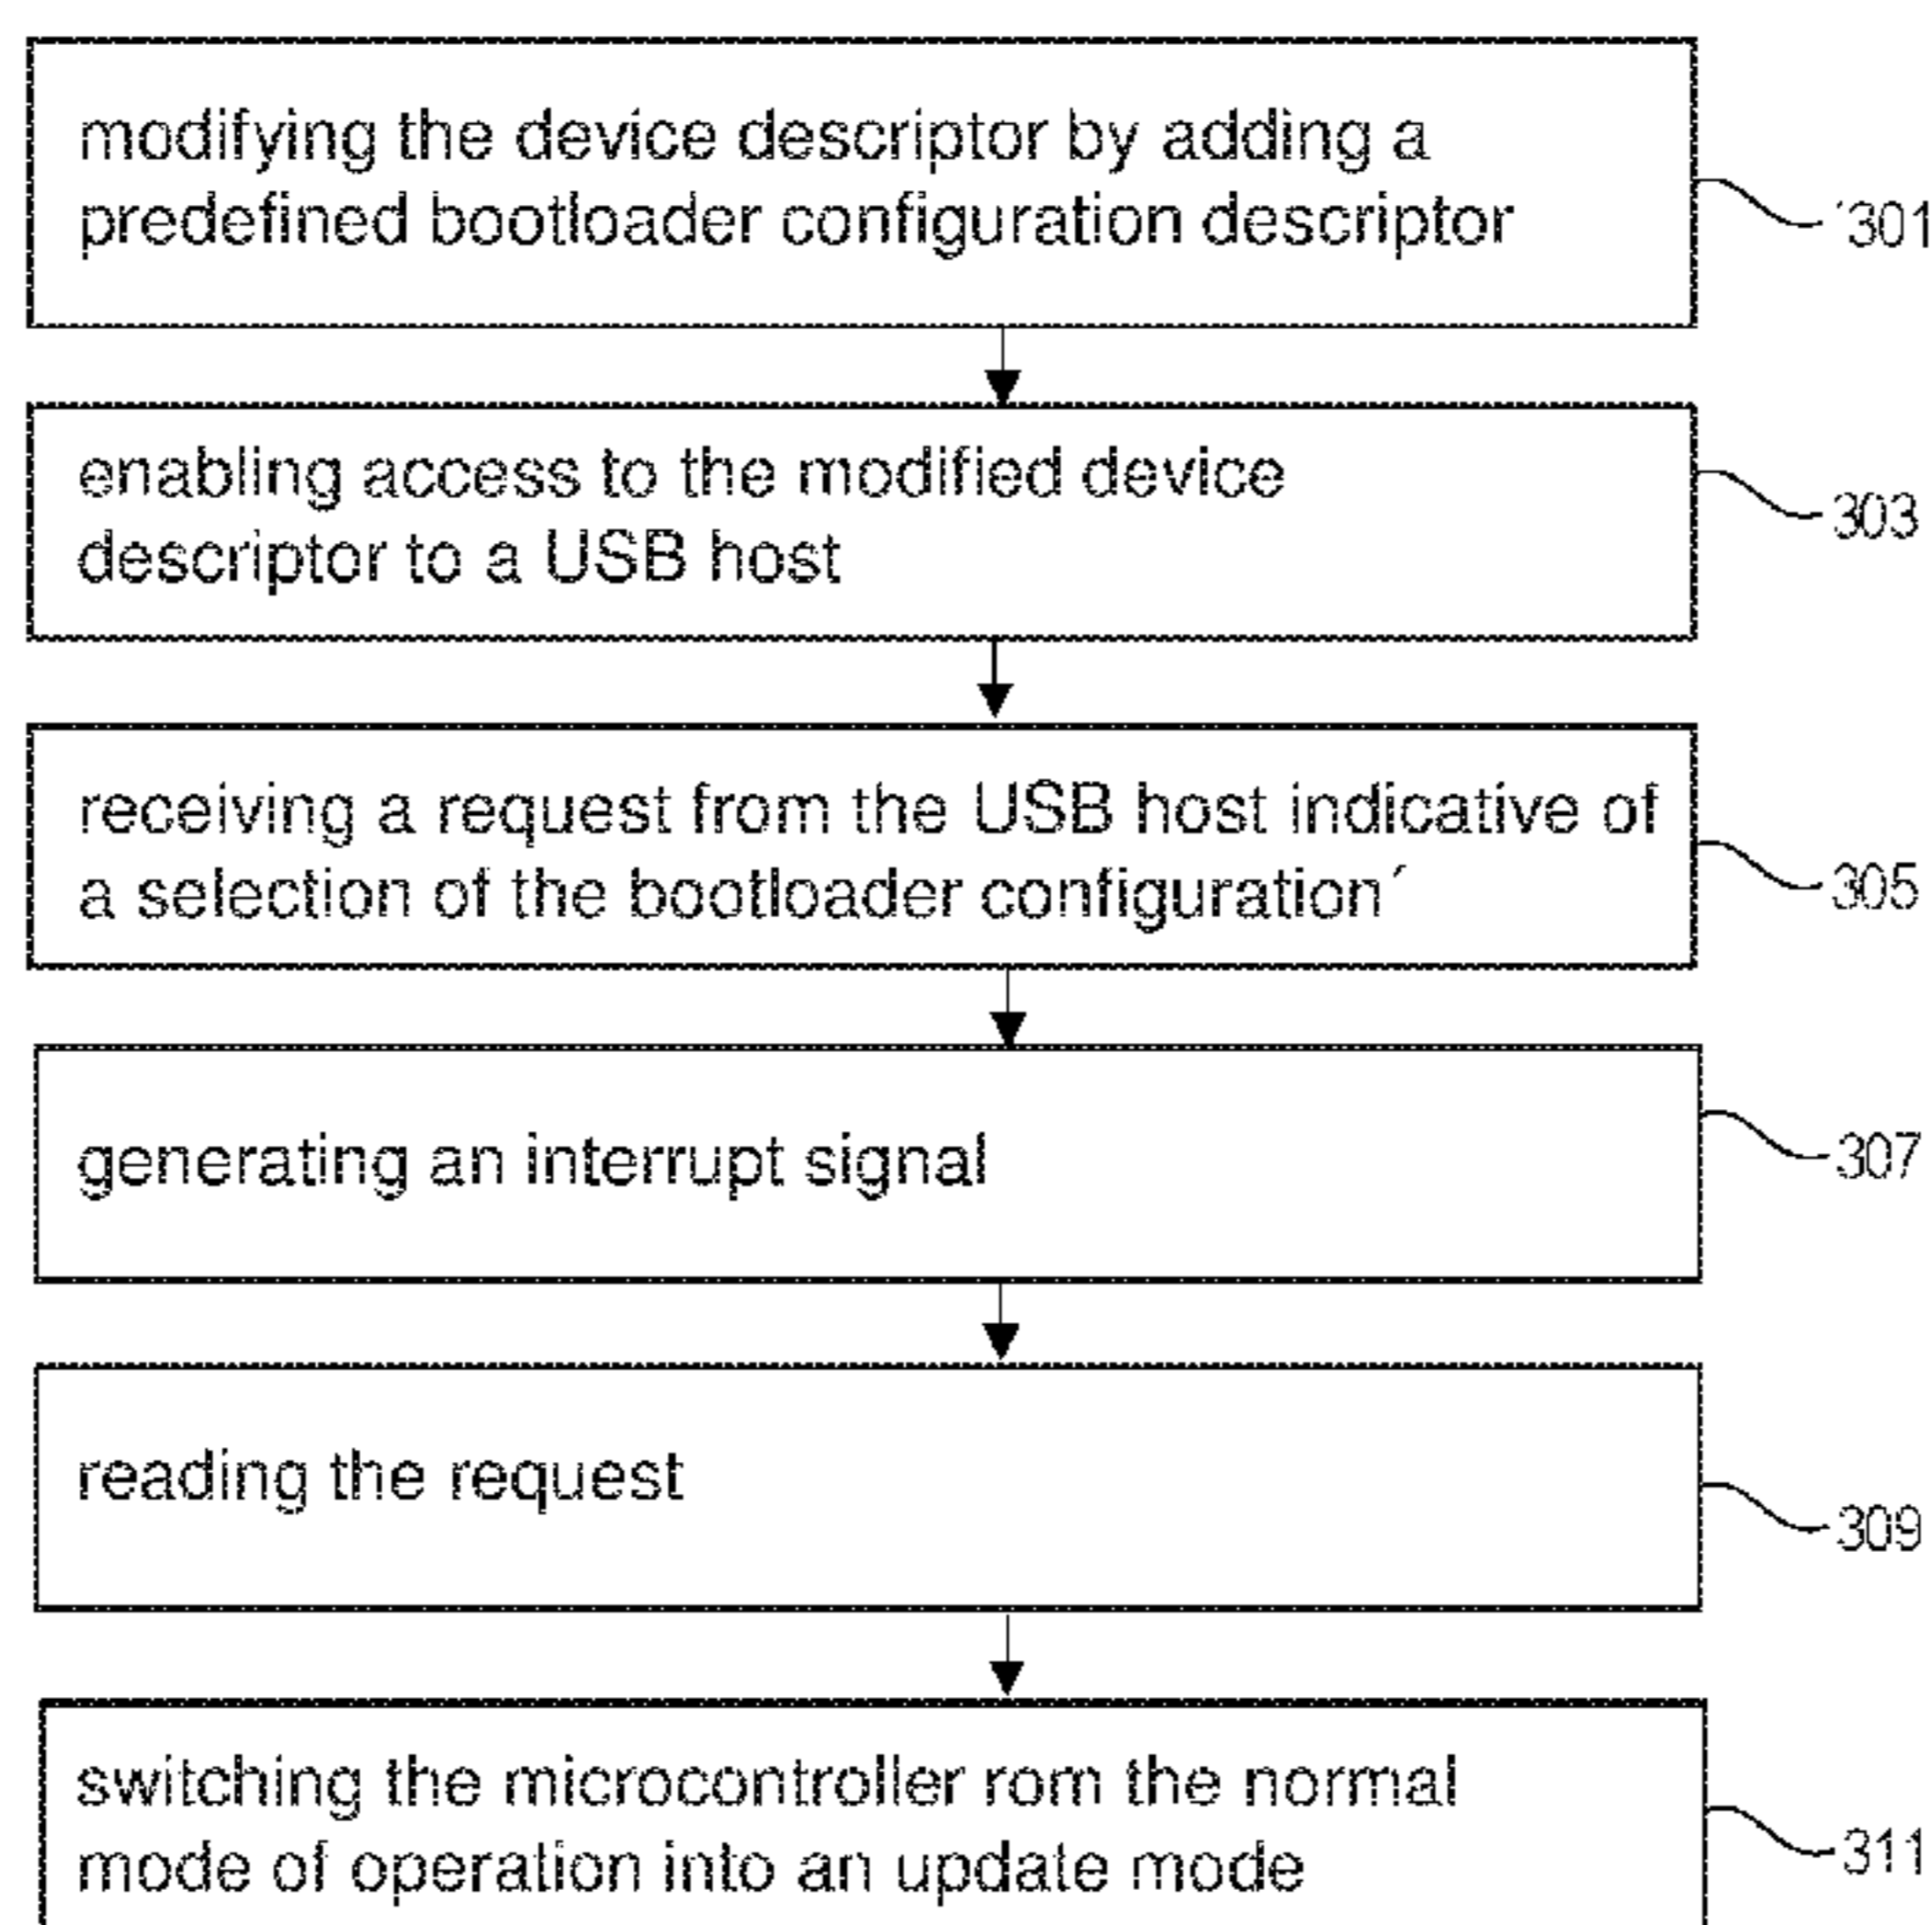 modifying the device descriptor by adding a
predefined bootloader configuration descriptor
´301
enabling access to the modified device
descriptor to a USB host
303
receiving a request from the USB host indicative of
a selection of the bootloader configuration´
305
generating an interrupt signal
307
reading the request
309
switching the microcontroller rom the normal
mode of operation into an update mode
311